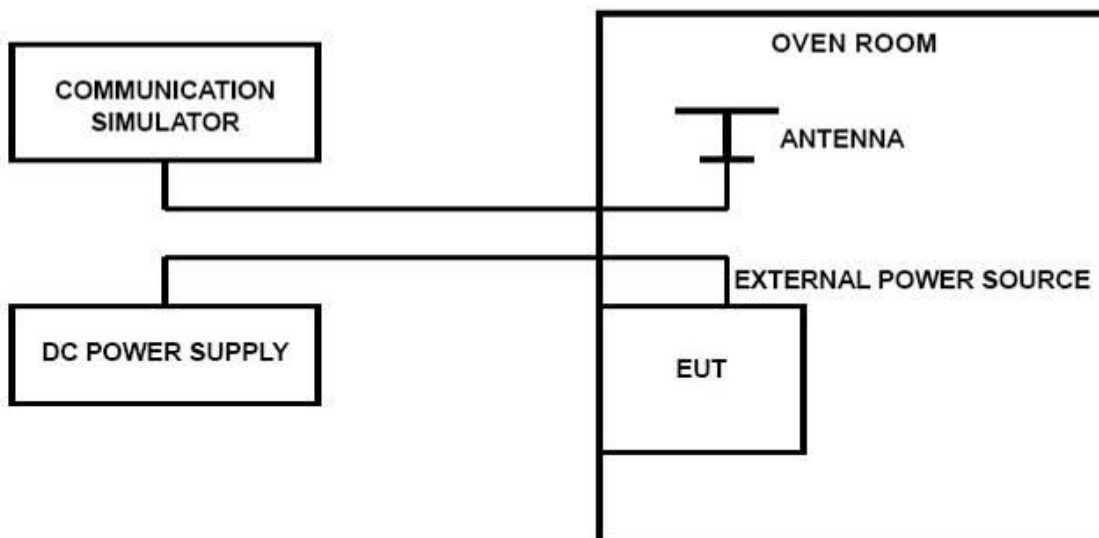 OVEN ROOM
COMMUNICATION
SIMULATOR
ANTENNA
EXTERNAL POWER SOURCE
DC POWER SUPPLY
EUT